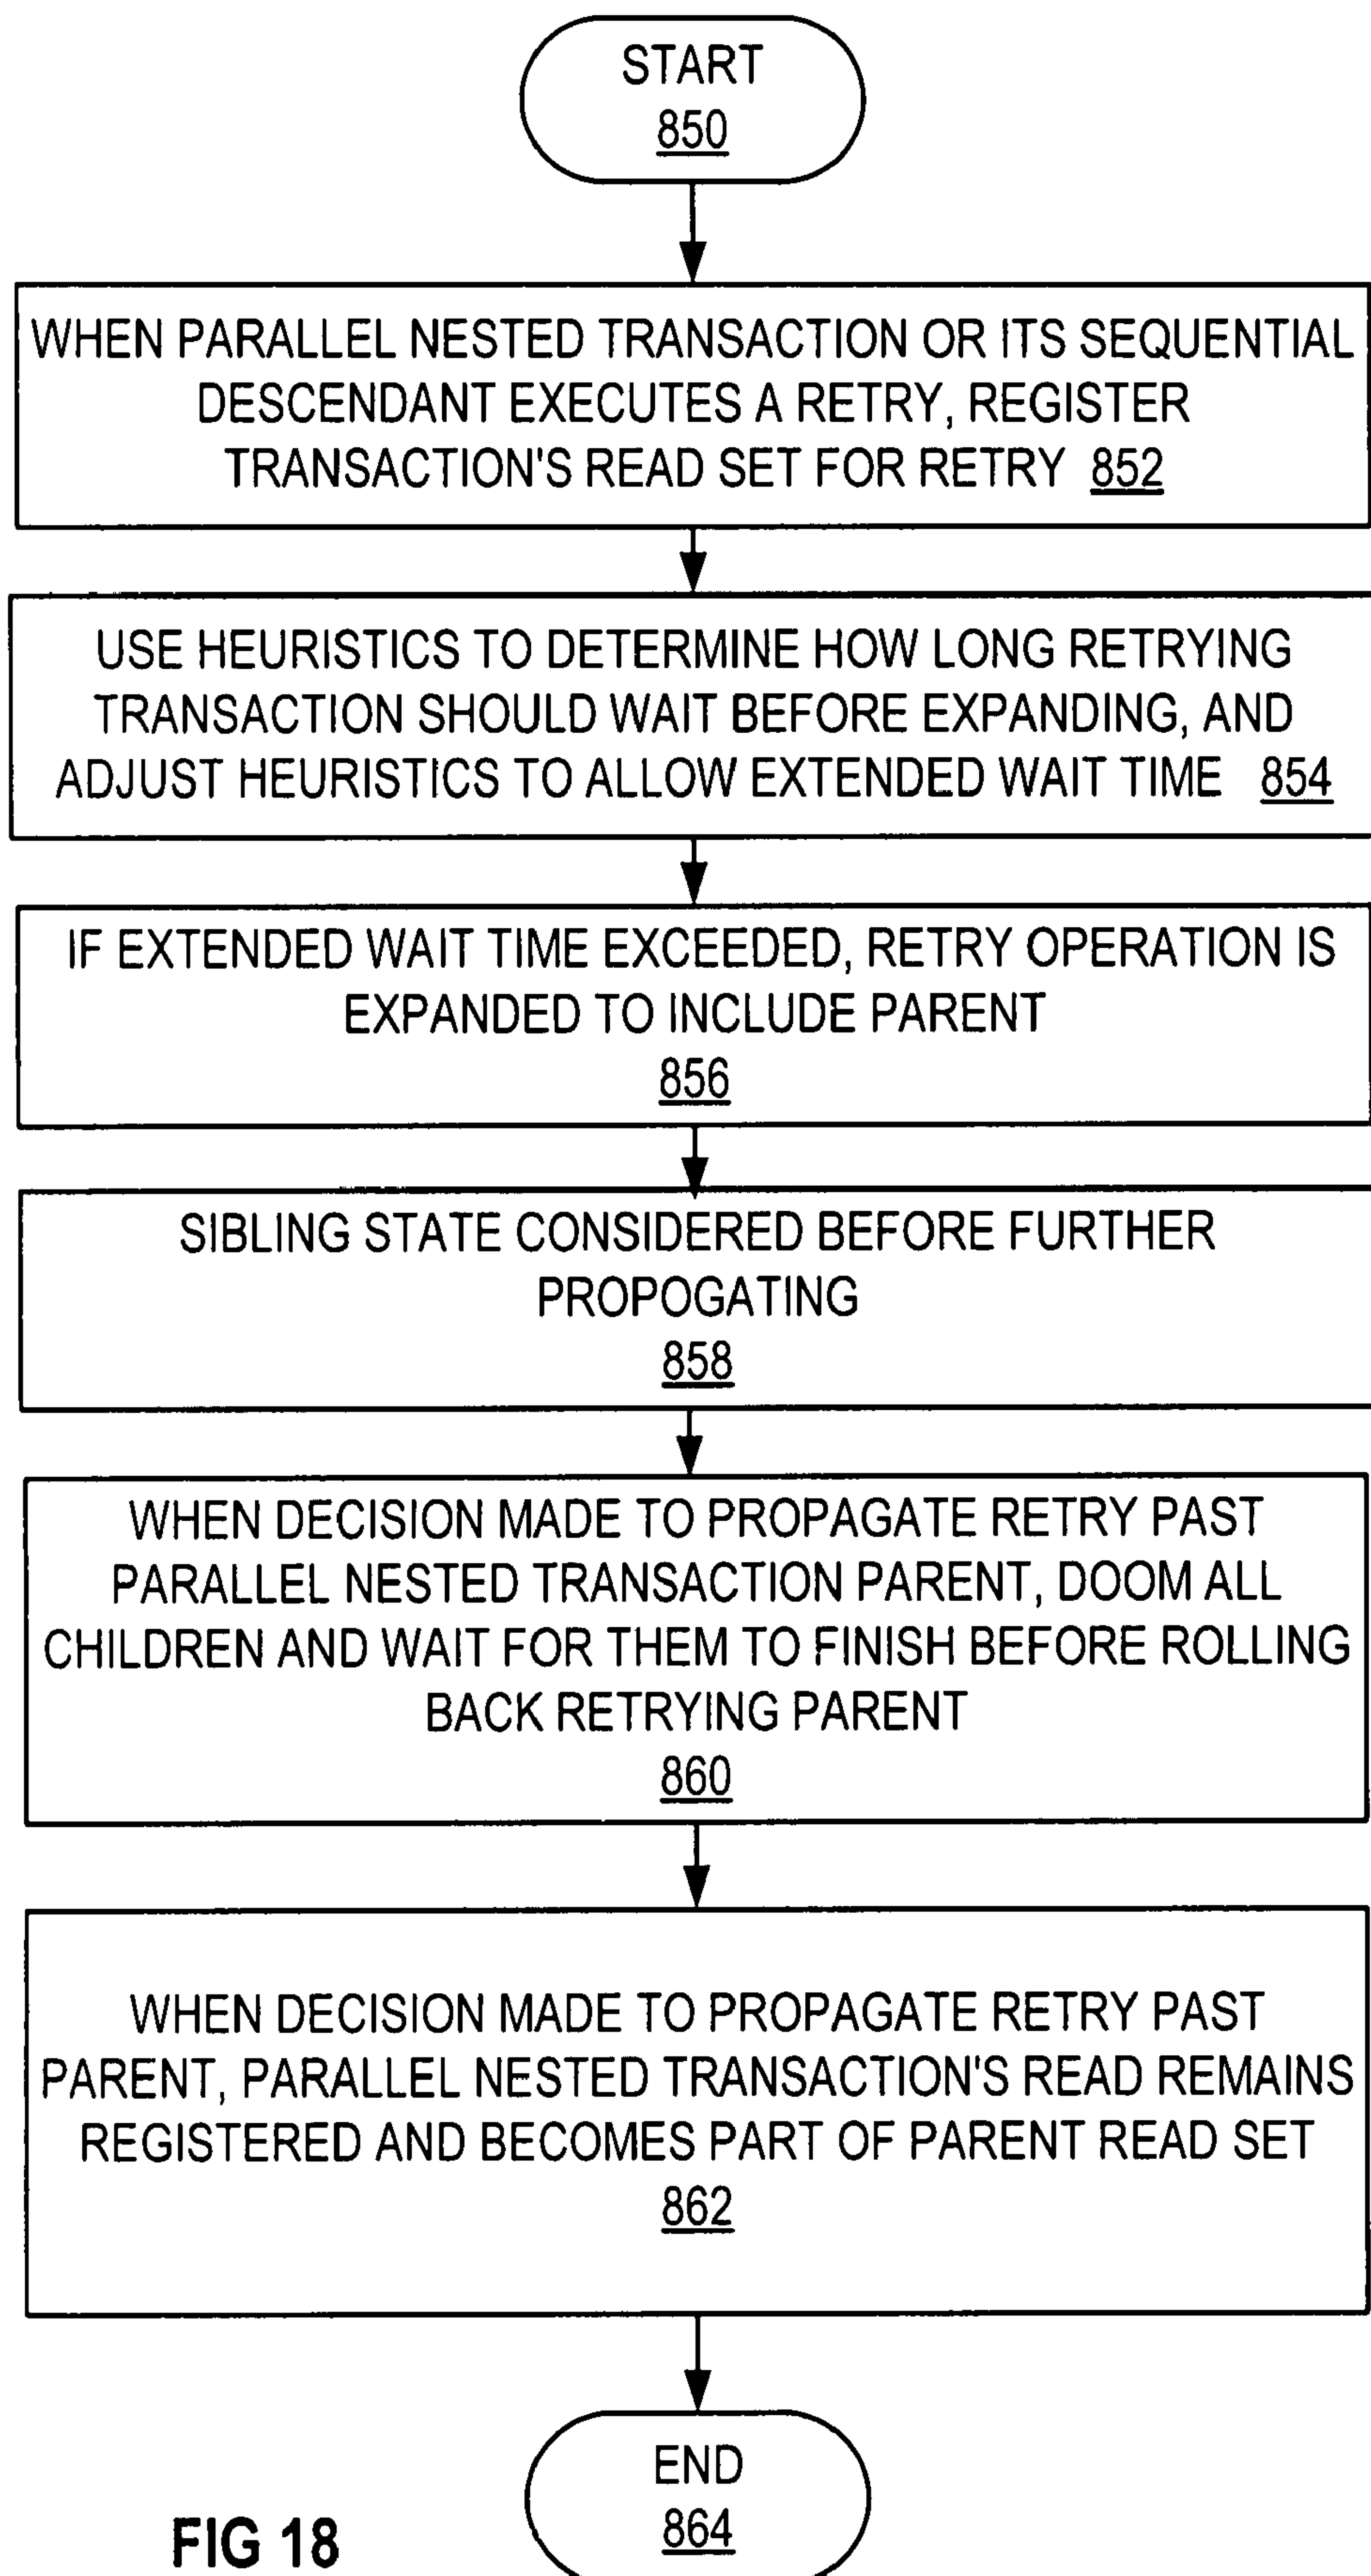 START
850
WHEN PARALLEL NESTED TRANSACTION OR ITS SEQUENTIAL
DESCENDANT EXECUTES A RETRY, REGISTER
TRANSACTION'S READ SET FOR RETRY 852
USE HEURISTICS TO DETERMINE HOW LONG RETRYING
TRANSACTION SHOULD WAIT BEFORE EXPANDING, AND
ADJUST HEURISTICS TO ALLOW EXTENDED WAIT TIME 854
IF EXTENDED WAIT TIME EXCEEDED, RETRY OPERATION IS
EXPANDED TO INCLUDE PARENT
856
SIBLING STATE CONSIDERED BEFORE FURTHER
PROPOGATING
858
WHEN DECISION MADE TO PROPAGATE RETRY PAST
PARALLEL NESTED TRANSACTION PARENT, DOOM ALL
CHILDREN AND WAIT FOR THEM TO FINISH BEFORE ROLLING
BACK RETRYING PARENT
860
WHEN DECISION MADE TO PROPAGATE RETRY PAST
PARENT, PARALLEL NESTED TRANSACTION'S READ REMAINS
REGISTERED AND BECOMES PART OF PARENT READ SET
862
END
864
FIG 18